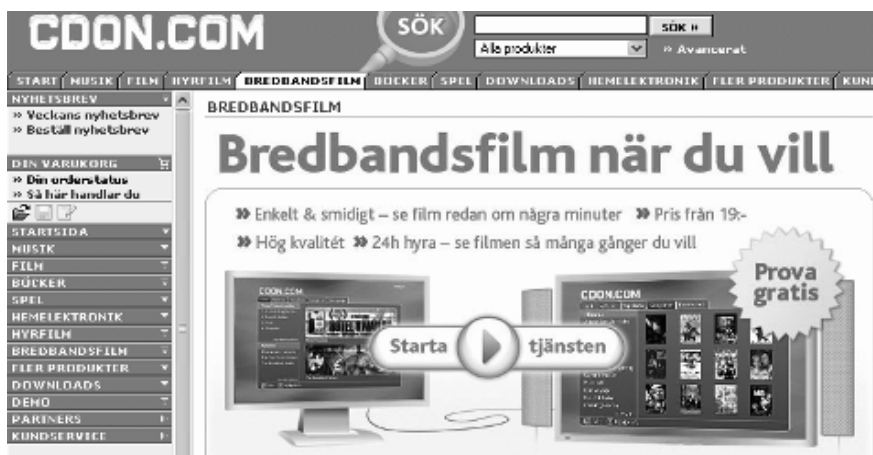 CDON.COM
SÖK
SÖK »
Alla produkter
» Avancerat
START MUSIK FILM HYRFILM BREDBANDSFILM BÖCKER SPEL DOWNLOADS HEMELEKTRONIK FLER PRODUKTER KUN
NYHETSBREV
» Veckans nyhetsbrev
» Beställ nyhetsbrev
DIN VARUKORG
» Din orderstatus
» Så här handlar du
STARTSIDA
MUSIK
FILM
BÖCKER
SPEL
HEMELEKTRONIK
HYRFILM
BREDBANDSFILM
FLER PRODUKTER
DOWNLOADS
DEMO
PARTNERS
KUNDSERVICE
BREDBANDSFILM
Bredbandsfilm när du vill
» Enkelt & smidigt – se film redan om några minuter » Pris från 19:-
» Hög kvalitét » 24h hyra – se filmen så många gånger du vill
Prova
gratis
CDON.COM
CDON.COM
Starta tjänsten